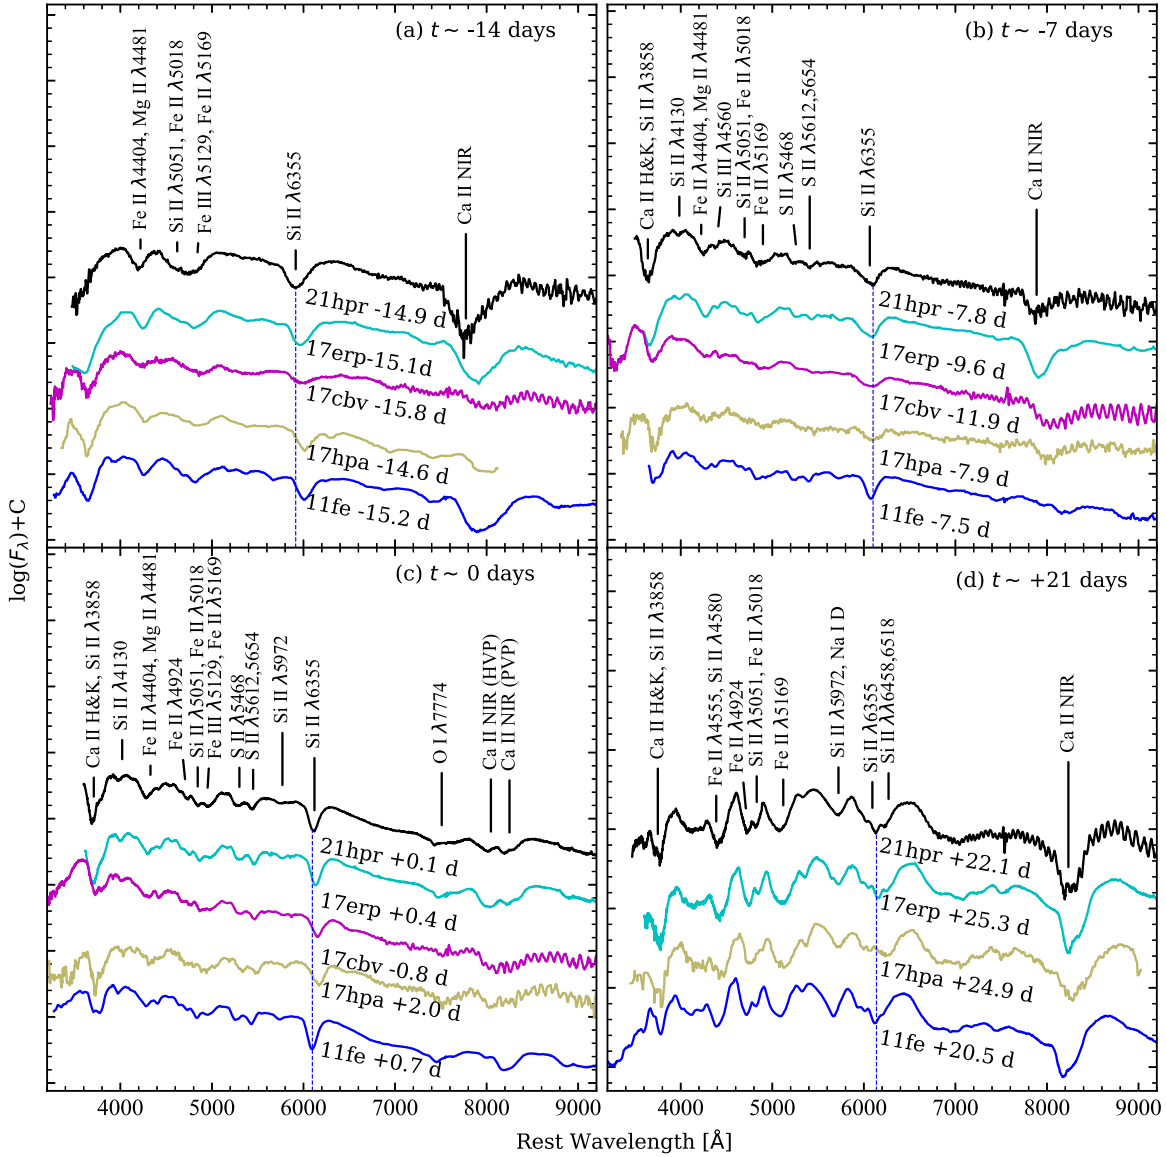 (a) t ~ -14 days
Fe II λ4404, Mg II λ4481
Si II λ5051, Fe II λ5018
Fe III λ5129, Fe II λ5169
Si II λ6355
Ca II NIR
21hpr -14.9 d
17erp-15.1d
17cbv -15.8 d
17hpa -14.6 d
11fe -15.2 d
(b) t ~ -7 days
Ca II H&K, Si II λ3858
Si II λ4130
Fe II λ4404, Mg II λ4481
Si III λ4560
Si II λ5051, Fe II λ5018
Fe II λ5169
S II λ5468
S II λ5612,5654
Si II λ6355
Ca II NIR
21hpr -7.8 d
17erp -9.6 d
17cbv -11.9 d
17hpa -7.9 d
11fe -7.5 d
(c) t ~ 0 days
Ca II H&K, Si II λ3858
Si II λ4130
Fe II λ4404, Mg II λ4481
Fe II λ4924
Si II λ5051, Fe II λ5018
Fe III λ5129, Fe II λ5169
S II λ5468
S II λ5612,5654
Si II λ5972
Si II λ6355
O I λ7774
Ca II NIR (HVP)
Ca II NIR (PVP)
21hpr +0.1 d
17erp +0.4 d
17cbv -0.8 d
17hpa +2.0 d
11fe +0.7 d
(d) t ~ +21 days
Ca II H&K, Si II λ3858
Fe II λ4555, Si II λ4580
Fe II λ4924
Si II λ5051, Fe II λ5018
Fe II λ5169
Si II λ5972, Na I D
Si II λ6355
Si II λλ6458,6518
Ca II NIR
21hpr +22.1 d
17erp +25.3 d
17hpa +24.9 d
11fe +20.5 d
4000 5000 6000 7000 8000 9000
4000 5000 6000 7000 8000 9000
log(Fλ)+C
Rest Wavelength [Å]